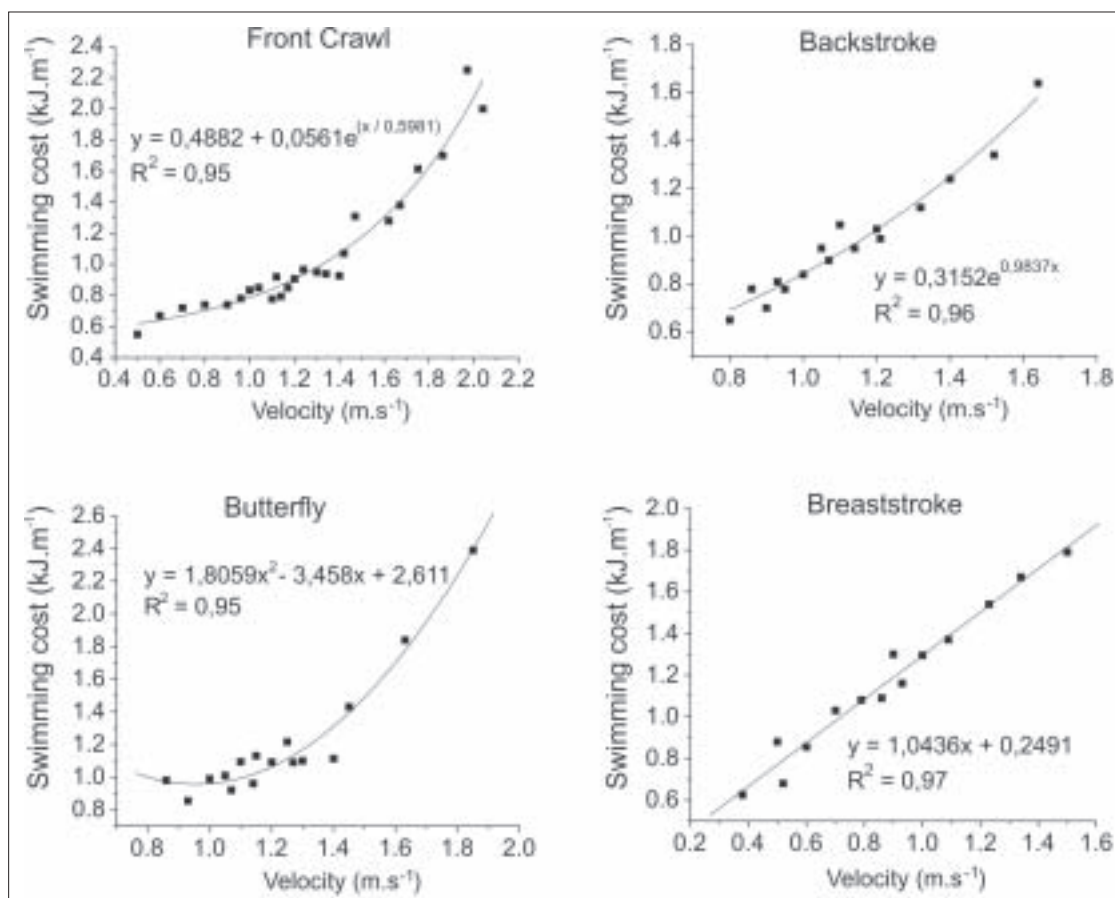 Front Crawl
Swimming cost (kJ.m⁻¹)
2.4
2.2
2.0
1.8
1.6
1.4
1.2
1.0
0.8
0.6
0.4
y = 0,4882 + 0,0561e^(x / 0,5981)
R² = 0,95
0.4 0.6 0.8 1.0 1.2 1.4 1.6 1.8 2.0 2.2
Velocity (m.s⁻¹)
Backstroke
Swimming cost (kJ.m⁻¹)
1.8
1.6
1.4
1.2
1.0
0.8
0.6
y = 0,3152e^0,9837x
R² = 0,96
0.8 1.0 1.2 1.4 1.6 1.8
Velocity (m.s⁻¹)
Butterfly
Swimming cost (kJ.m⁻¹)
2.6
2.4
2.2
2.0
1.8
1.6
1.4
1.2
1.0
0.8
y = 1,8059x² - 3,458x + 2,611
R² = 0,95
0.8 1.0 1.2 1.4 1.6 1.8 2.0
Velocity (m.s⁻¹)
Breaststroke
Swimming cost (kJ.m⁻¹)
2.0
1.8
1.6
1.4
1.2
1.0
0.8
0.6
y = 1,0436x + 0,2491
R² = 0,97
0.2 0.4 0.6 0.8 1.0 1.2 1.4 1.6
Velocity (m.s⁻¹)